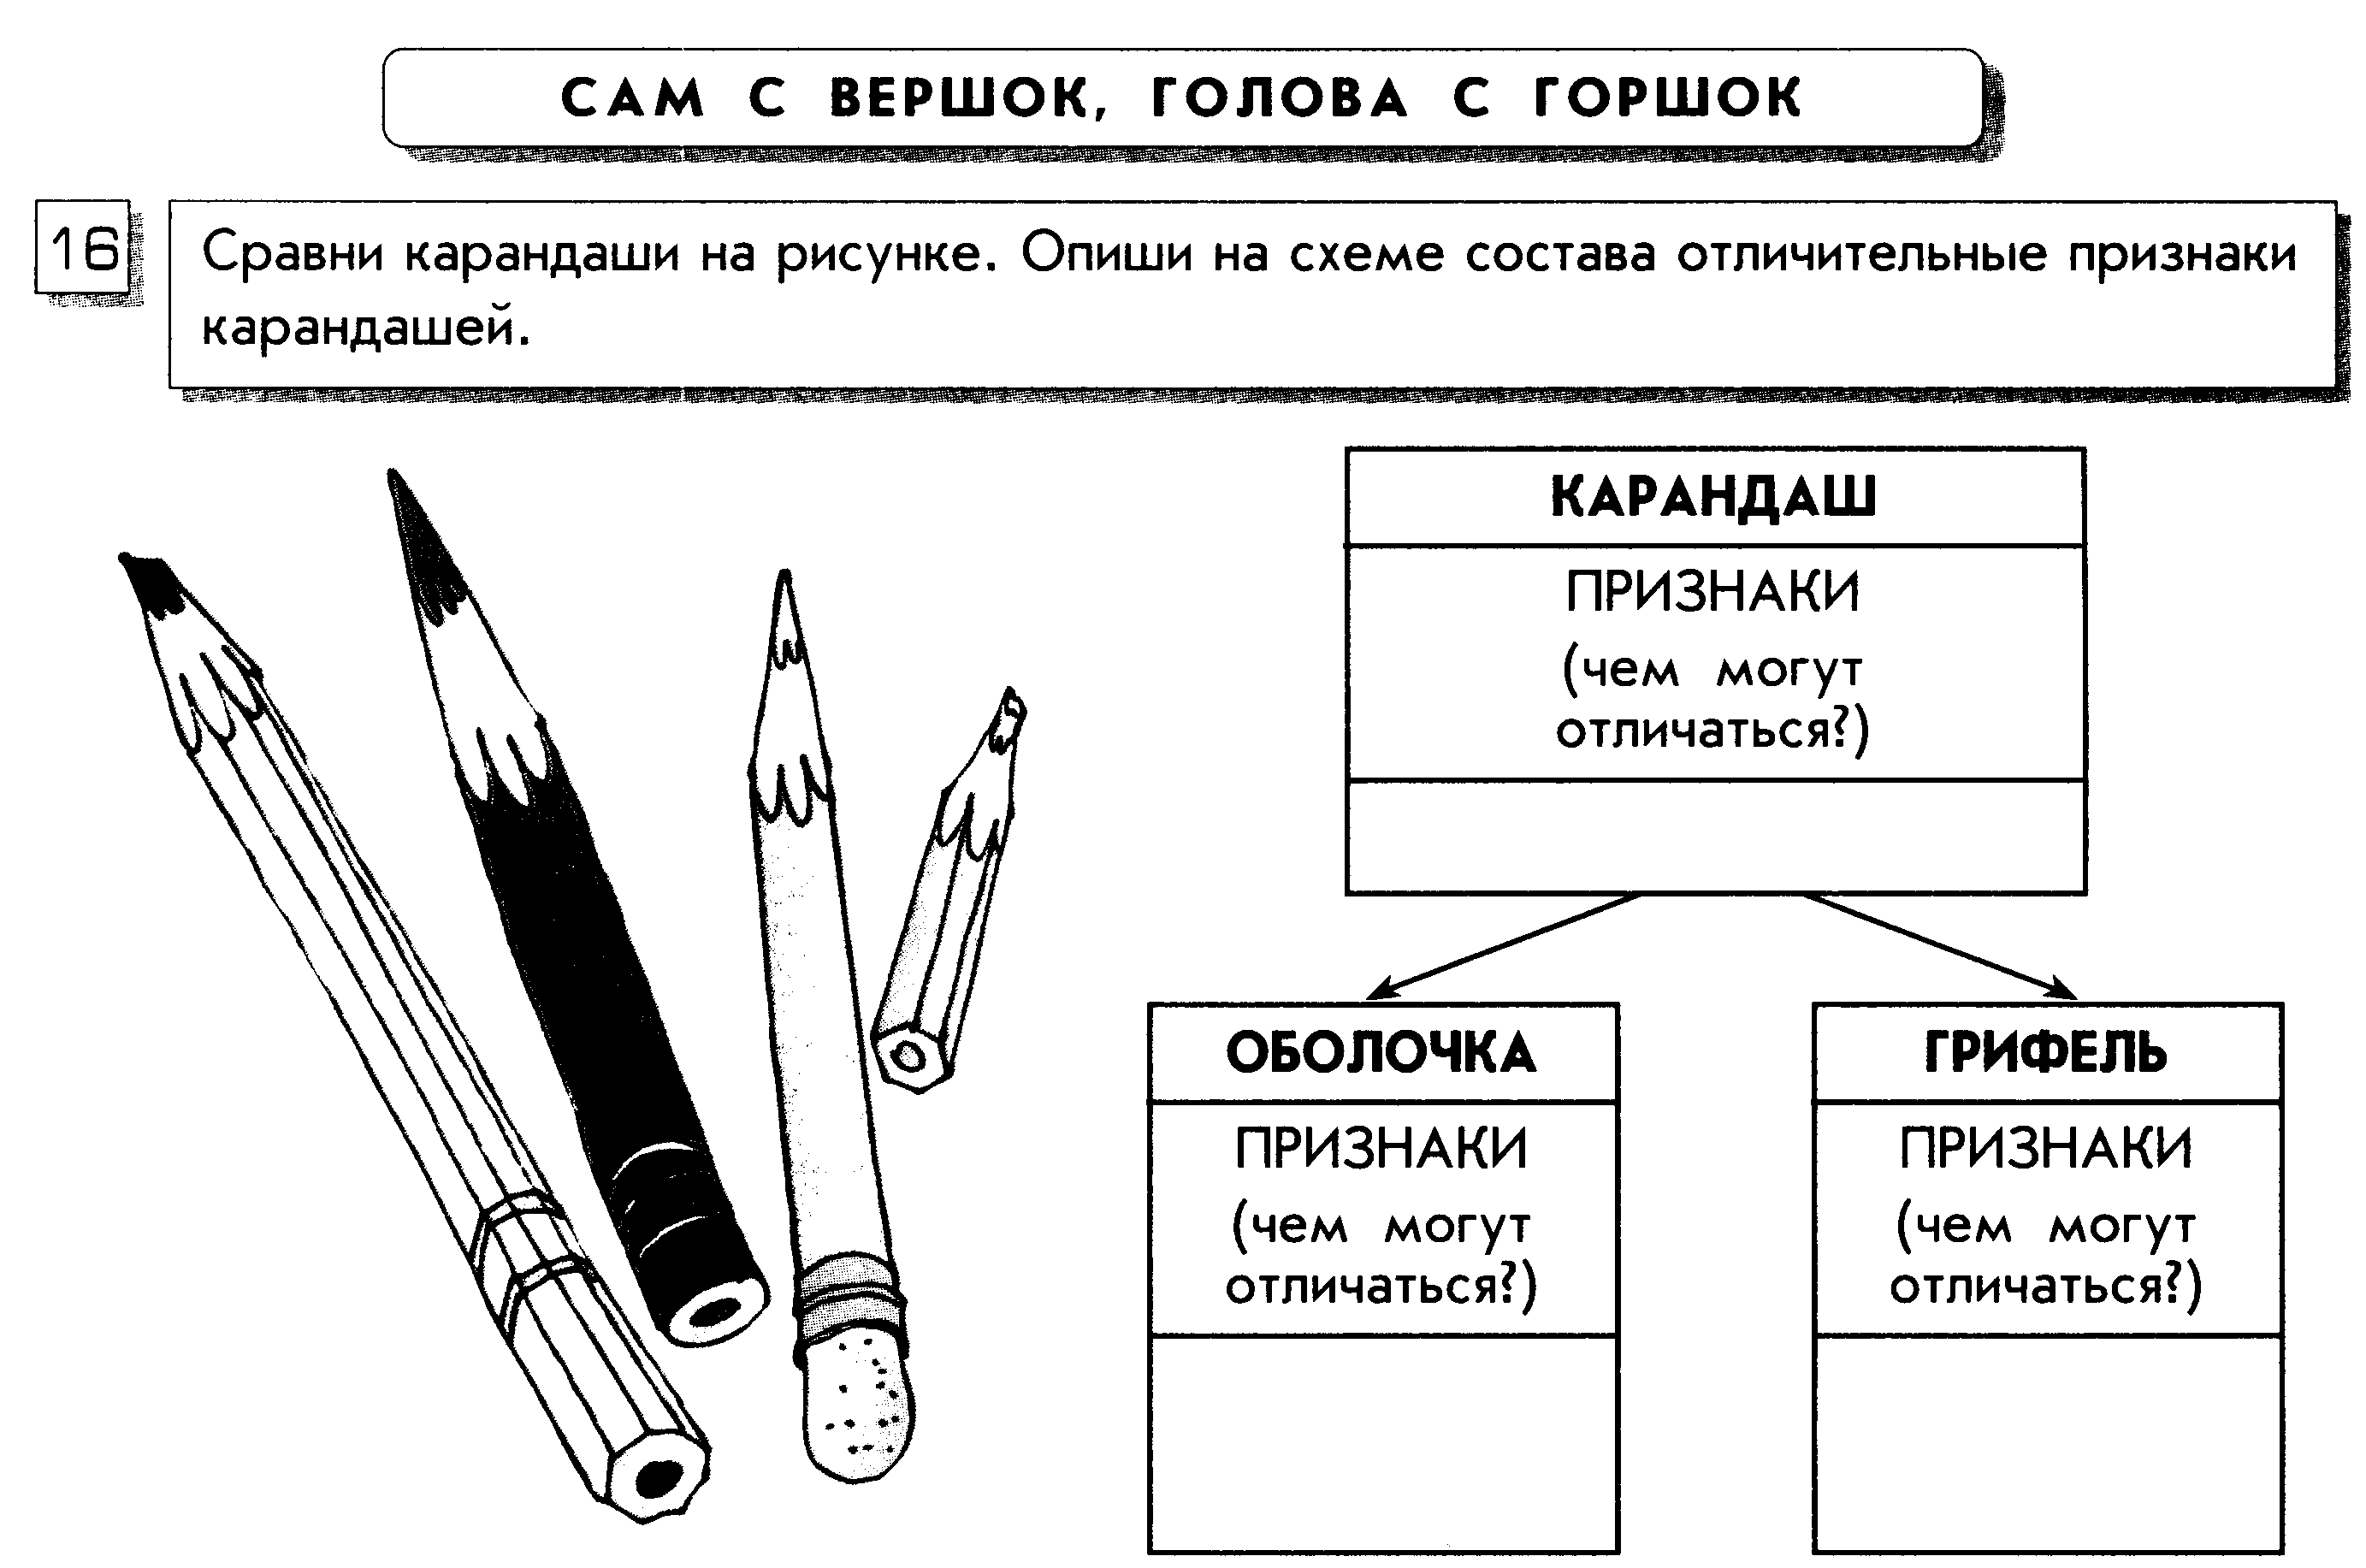 САМ С ВЕРШОК, ГОЛОВА С ГОРШОК
16
Сравни карандаши на рисунке. Опиши на схеме состава отличительные признаки
карандашей.
КАРАНДАШ
ПРИЗНАКИ
(чем могут
отличаться?)
ОБОЛОЧКА
ПРИЗНАКИ
(чем могут
отличаться?)
ГРИФЕЛЬ
ПРИЗНАКИ
(чем могут
отличаться?)